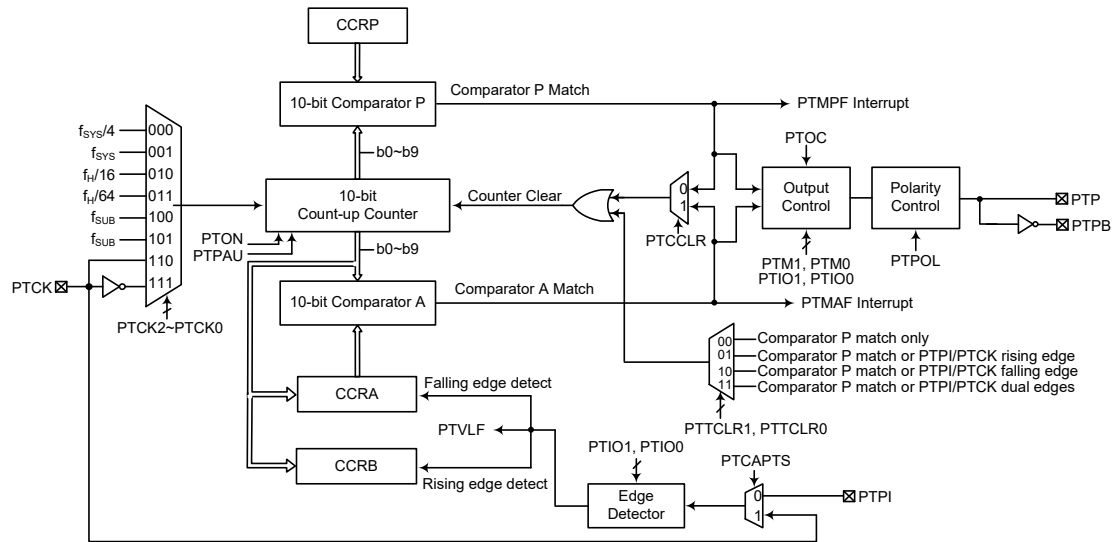 CCRP
10-bit Comparator P
Comparator P Match
PTMPF Interrupt
b0~b9
fSYS/4
000
fSYS
001
fH/16
010
fH/64
011
fSUB
100
fSUB
101
110
111
PTCK
PTCK2~PTCK0
10-bit
Count-up Counter
PTON
PTPAU
Counter Clear
0
1
PTCCLR
PTOC
Output
Control
PTM1, PTM0
PTIO1, PTIO0
Polarity
Control
PTPOL
PTP
PTPB
b0~b9
10-bit Comparator A
Comparator A Match
PTMAF Interrupt
00
Comparator P match only
01
Comparator P match or PTPI/PTCK rising edge
10
Comparator P match or PTPI/PTCK falling edge
11
Comparator P match or PTPI/PTCK dual edges
PTTCLR1, PTTCLR0
CCRA
Falling edge detect
PTVLF
CCRB
Rising edge detect
PTIO1, PTIO0
Edge
Detector
PTCAPTS
0
1
PTPI